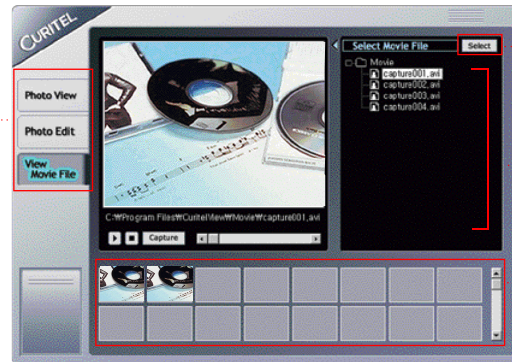 CURITEL
Select Movie File
Select
Movie
capture001.avi
capture002.avi
capture003.avi
capture004.avi
Photo View
Photo Edit
View
Movie File
C:₩Program Files₩CuritelView₩Movie₩capture001.avi
Capture